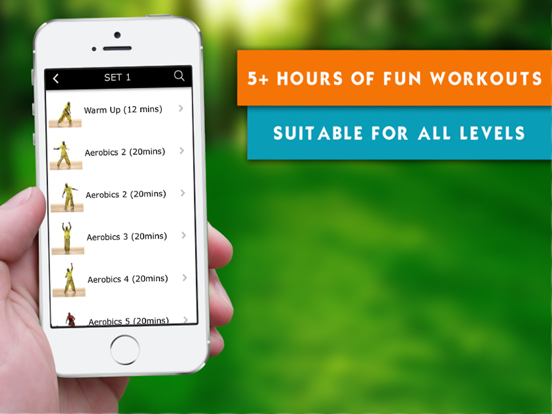 SET 1
Warm Up (12 mins)
Aerobics 2 (20mins)
Aerobics 2 (20mins)
Aerobics 3 (20mins)
Aerobics 4 (20mins)
Aerobics 5 (20mins)
5+ HOURS OF FUN WORKOUTS
SUITABLE FOR ALL LEVELS